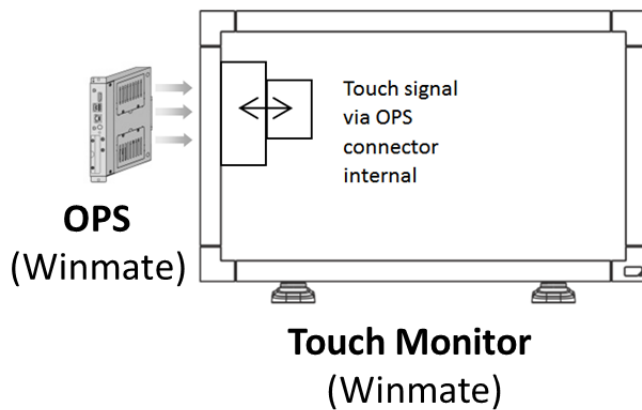 Touch signal
via OPS
connector
internal
OPS
(Winmate)
Touch Monitor
(Winmate)